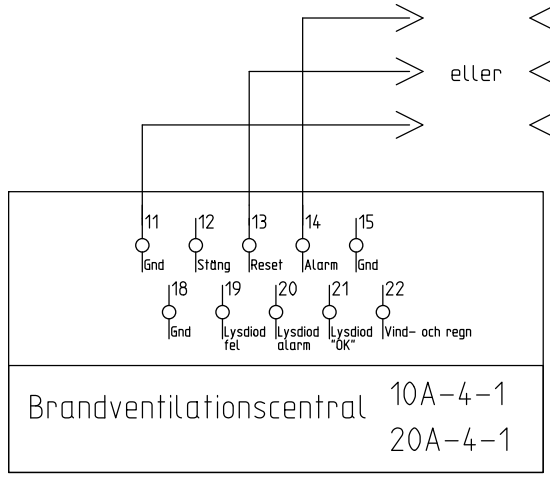 eller
11 12 13 14 15
Gnd Stäng Reset Alarm Gnd
18 19 20 21 22
Gnd Lysdiod Lysdiod Lysdiod Vind- och regn
fel alarm "OK"
Brandventilationscentral 10A-4-1
20A-4-1